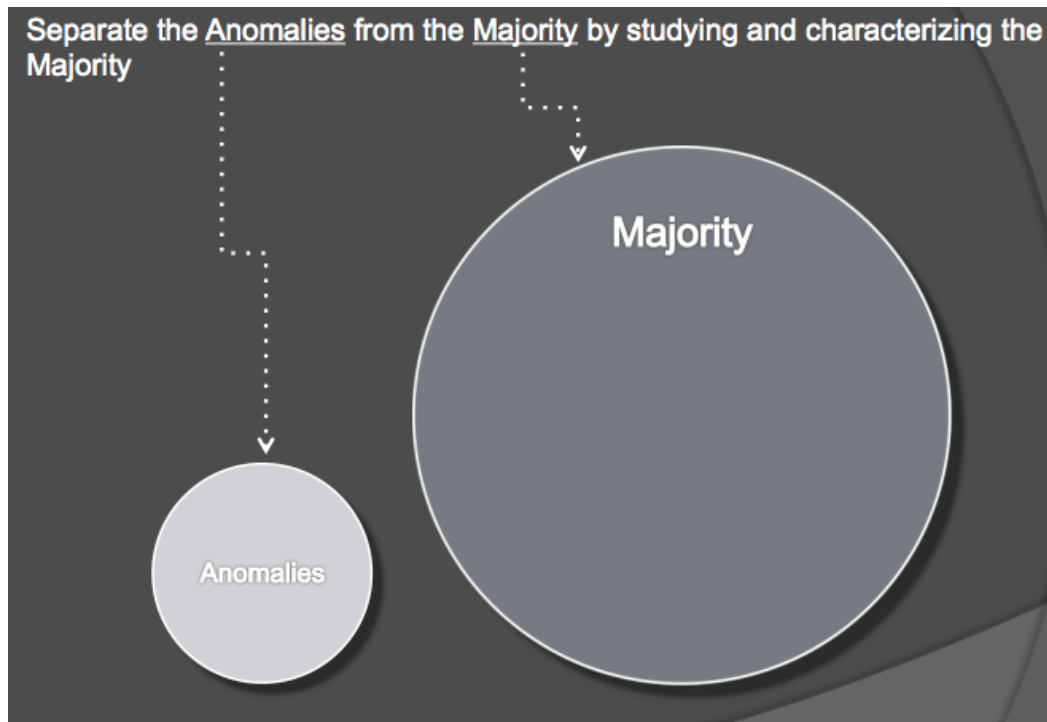 Separate the Anomalies from the Majority by studying and characterizing the
Majority
Majority
Anomalies